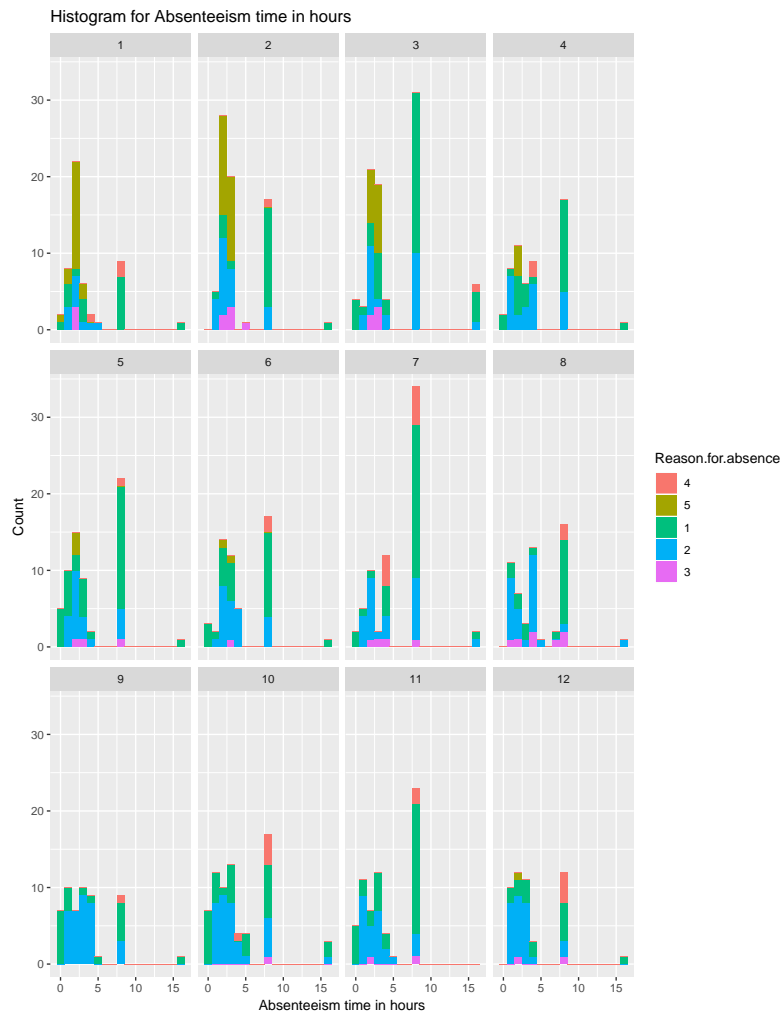 Histogram for Absenteeism time in hours
1 2 3 4
30
20
10
0
5 6 7 8
30
20
10
0
9 10 11 12
30
20
10
0
0 5 10 15 0 5 10 15 0 5 10 15 0 5 10 15
Absenteeism time in hours
Count
Reason.for.absence
4
5
1
2
3